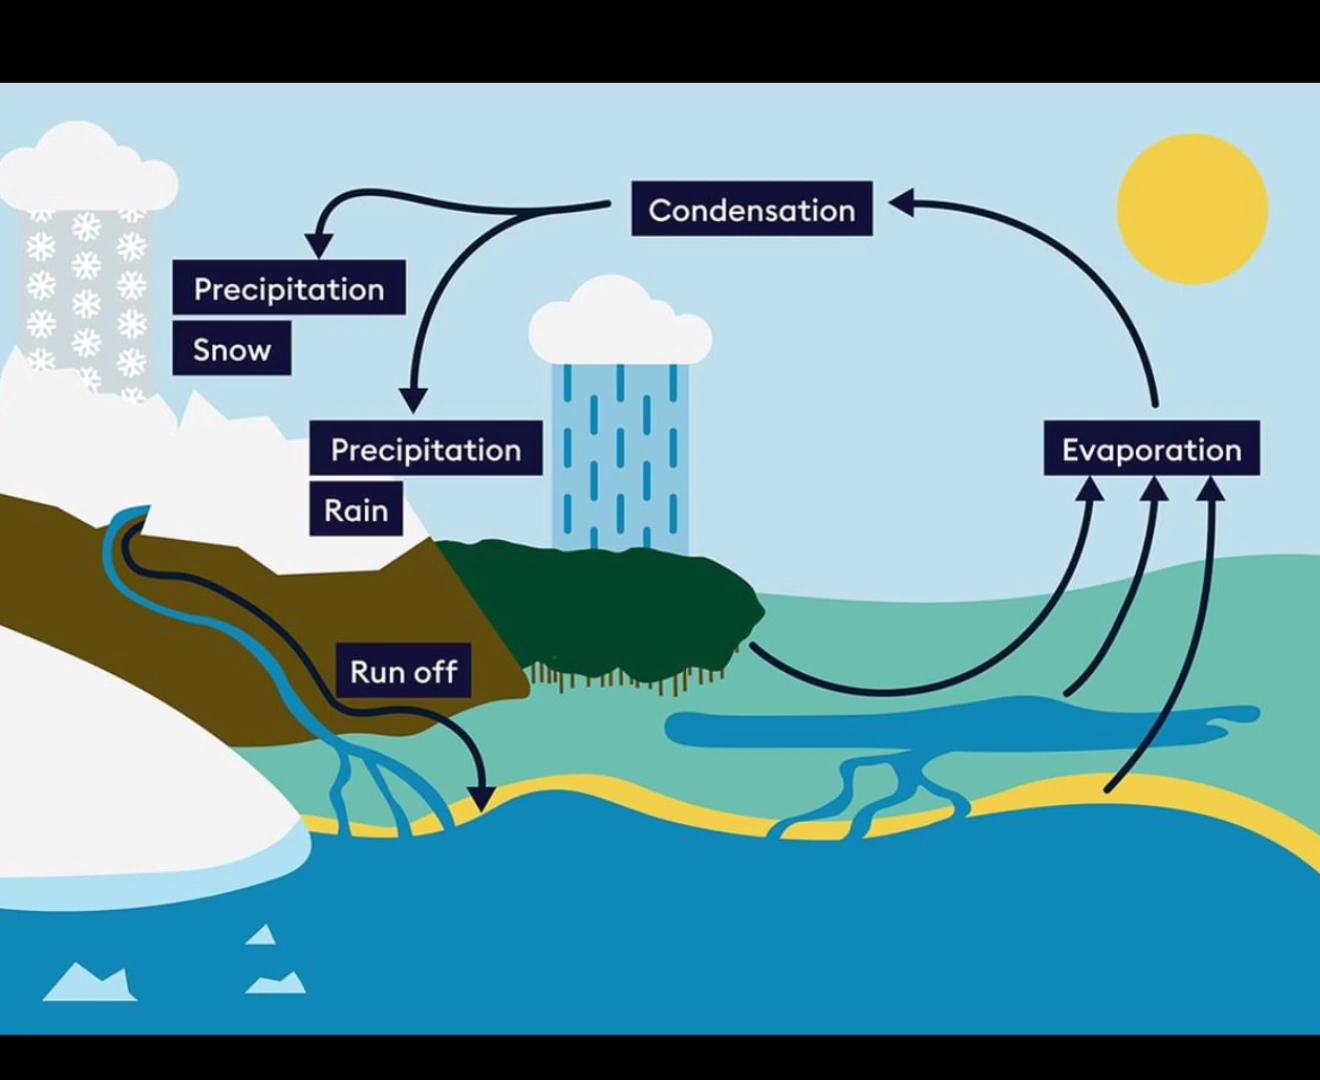 Condensation
Precipitation
Snow
Precipitation
Rain
Evaporation
Run off